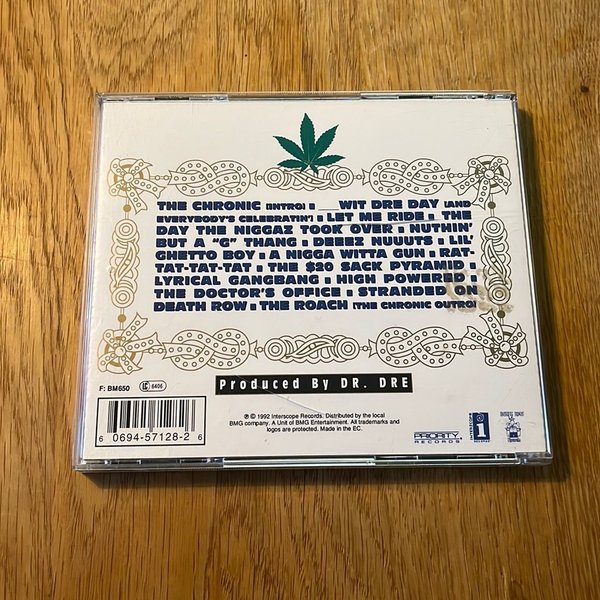 THE CHRONIC (INTRO) ▪ ___WIT DRE DAY (AND
EVERYBODY'S CELEBRATIN') ▪ LET ME RIDE ▪ THE
DAY THE NIGGAZ TOOK OVER ▪ NUTHIN'
BUT A "G" THANG ▪ DEEEZ NUUUTS ▪ LIL'
GHETTO BOY ▪ A NIGGA WITTA GUN ▪ RAT-
TAT-TAT-TAT ▪ THE $20 SACK PYRAMID ▪
LYRICAL GANGBANG ▪ HIGH POWERED ▪
THE DOCTOR'S OFFICE ▪ STRANDED ON
DEATH ROW ▪ THE ROACH (THE CHRONIC OUTRO)
Produced By DR. DRE
F: BM650 LC 6406
6 0694-57128-2 6
℗ © 1992 Interscope Records. Distributed by the local
BMG company. A Unit of BMG Entertainment. All trademarks and
logos are protected. Made in the EC.
PRIORITY
RECORDS
INTERSCOPE
RECORDS